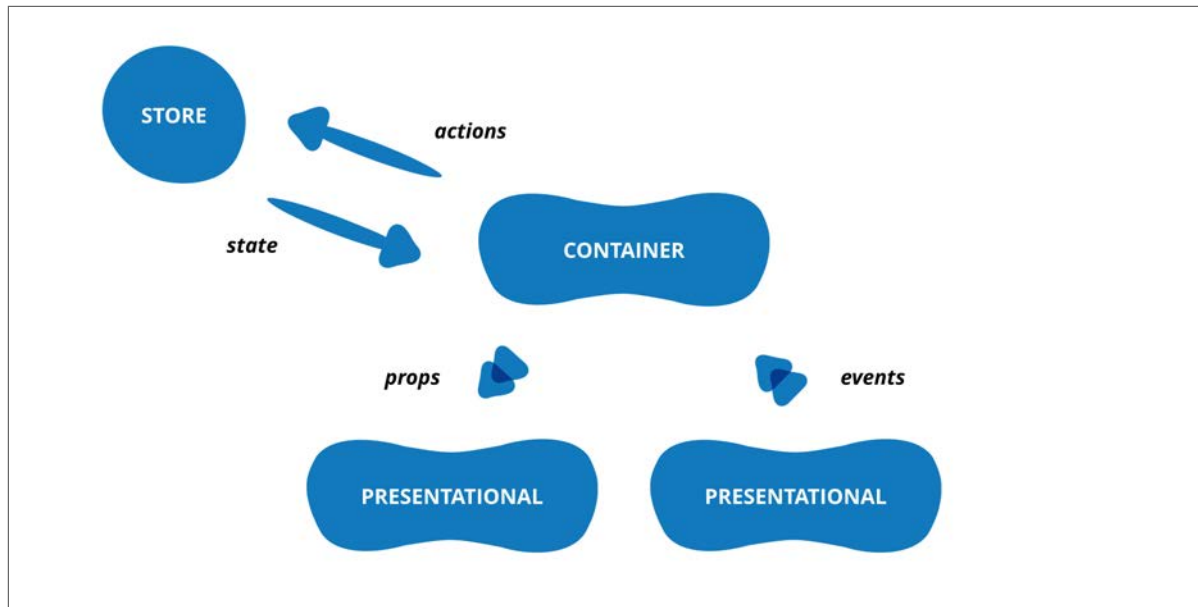 STORE
actions
state
CONTAINER
props
events
PRESENTATIONAL
PRESENTATIONAL